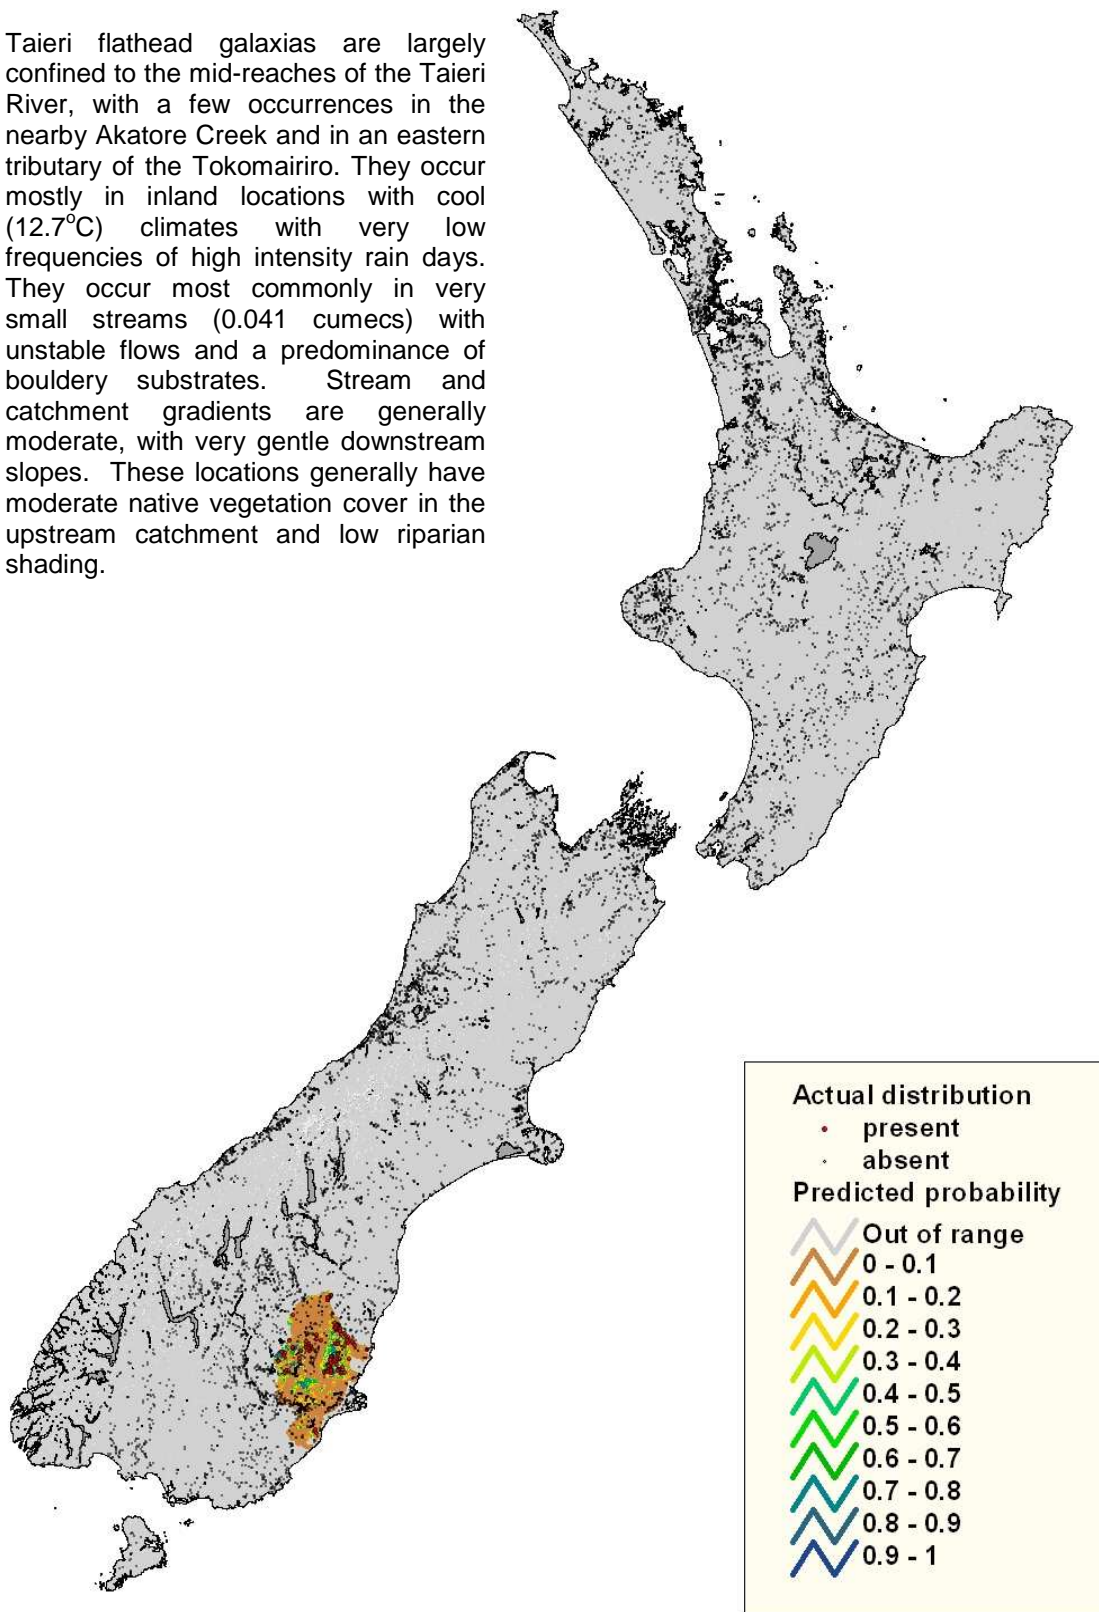 Taieri flathead galaxias are largely
confined to the mid-reaches of the Taieri
River, with a few occurrences in the
nearby Akatore Creek and in an eastern
tributary of the Tokomairiro. They occur
mostly in inland locations with cool
(12.7°C) climates with very low
frequencies of high intensity rain days.
They occur most commonly in very
small streams (0.041 cumecs) with
unstable flows and a predominance of
bouldery substrates. Stream and
catchment gradients are generally
moderate, with very gentle downstream
slopes. These locations generally have
moderate native vegetation cover in the
upstream catchment and low riparian
shading.
Actual distribution
present
absent
Predicted probability
Out of range
0 - 0.1
0.1 - 0.2
0.2 - 0.3
0.3 - 0.4
0.4 - 0.5
0.5 - 0.6
0.6 - 0.7
0.7 - 0.8
0.8 - 0.9
0.9 - 1